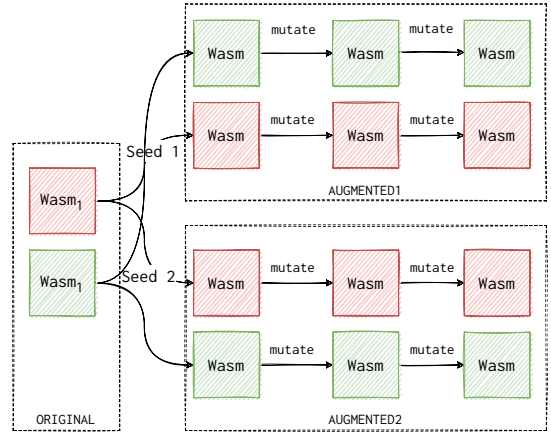 mutate mutate
Wasm Wasm Wasm
mutate mutate
Wasm Wasm Wasm
AUGMENTED1
Seed 1
Wasm1
Wasm1
ORIGINAL
Seed 2
mutate mutate
Wasm Wasm Wasm
mutate mutate
Wasm Wasm Wasm
AUGMENTED2